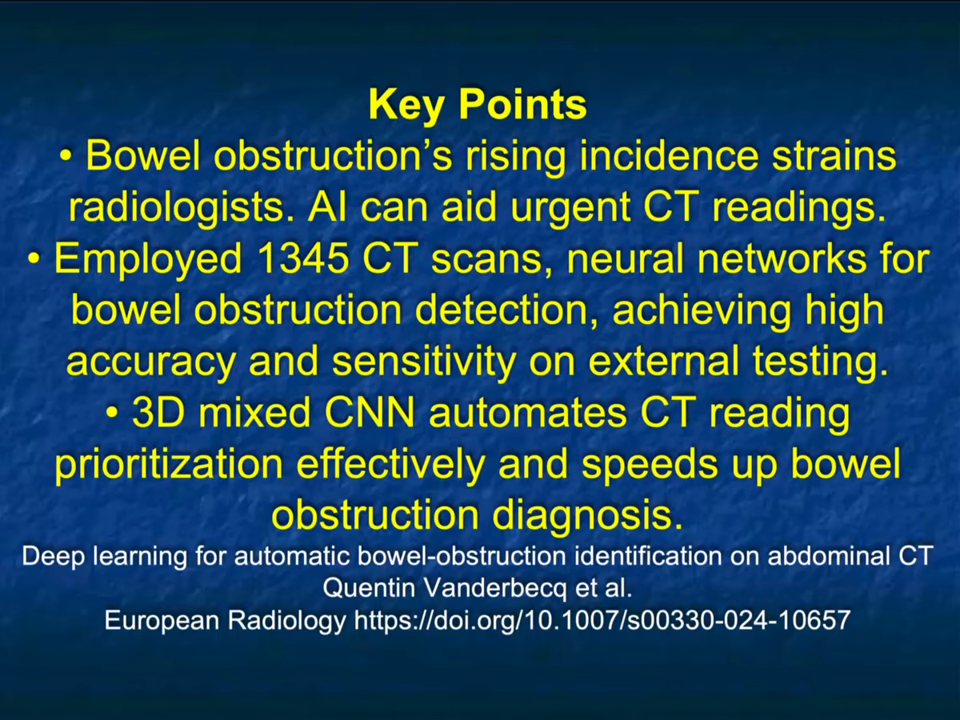 Key Points
• Bowel obstruction's rising incidence strains
radiologists. AI can aid urgent CT readings.
• Employed 1345 CT scans, neural networks for
bowel obstruction detection, achieving high
accuracy and sensitivity on external testing.
• 3D mixed CNN automates CT reading
prioritization effectively and speeds up bowel
obstruction diagnosis.
Deep learning for automatic bowel-obstruction identification on abdominal CT
Quentin Vanderbecq et al.
European Radiology https://doi.org/10.1007/s00330-024-10657